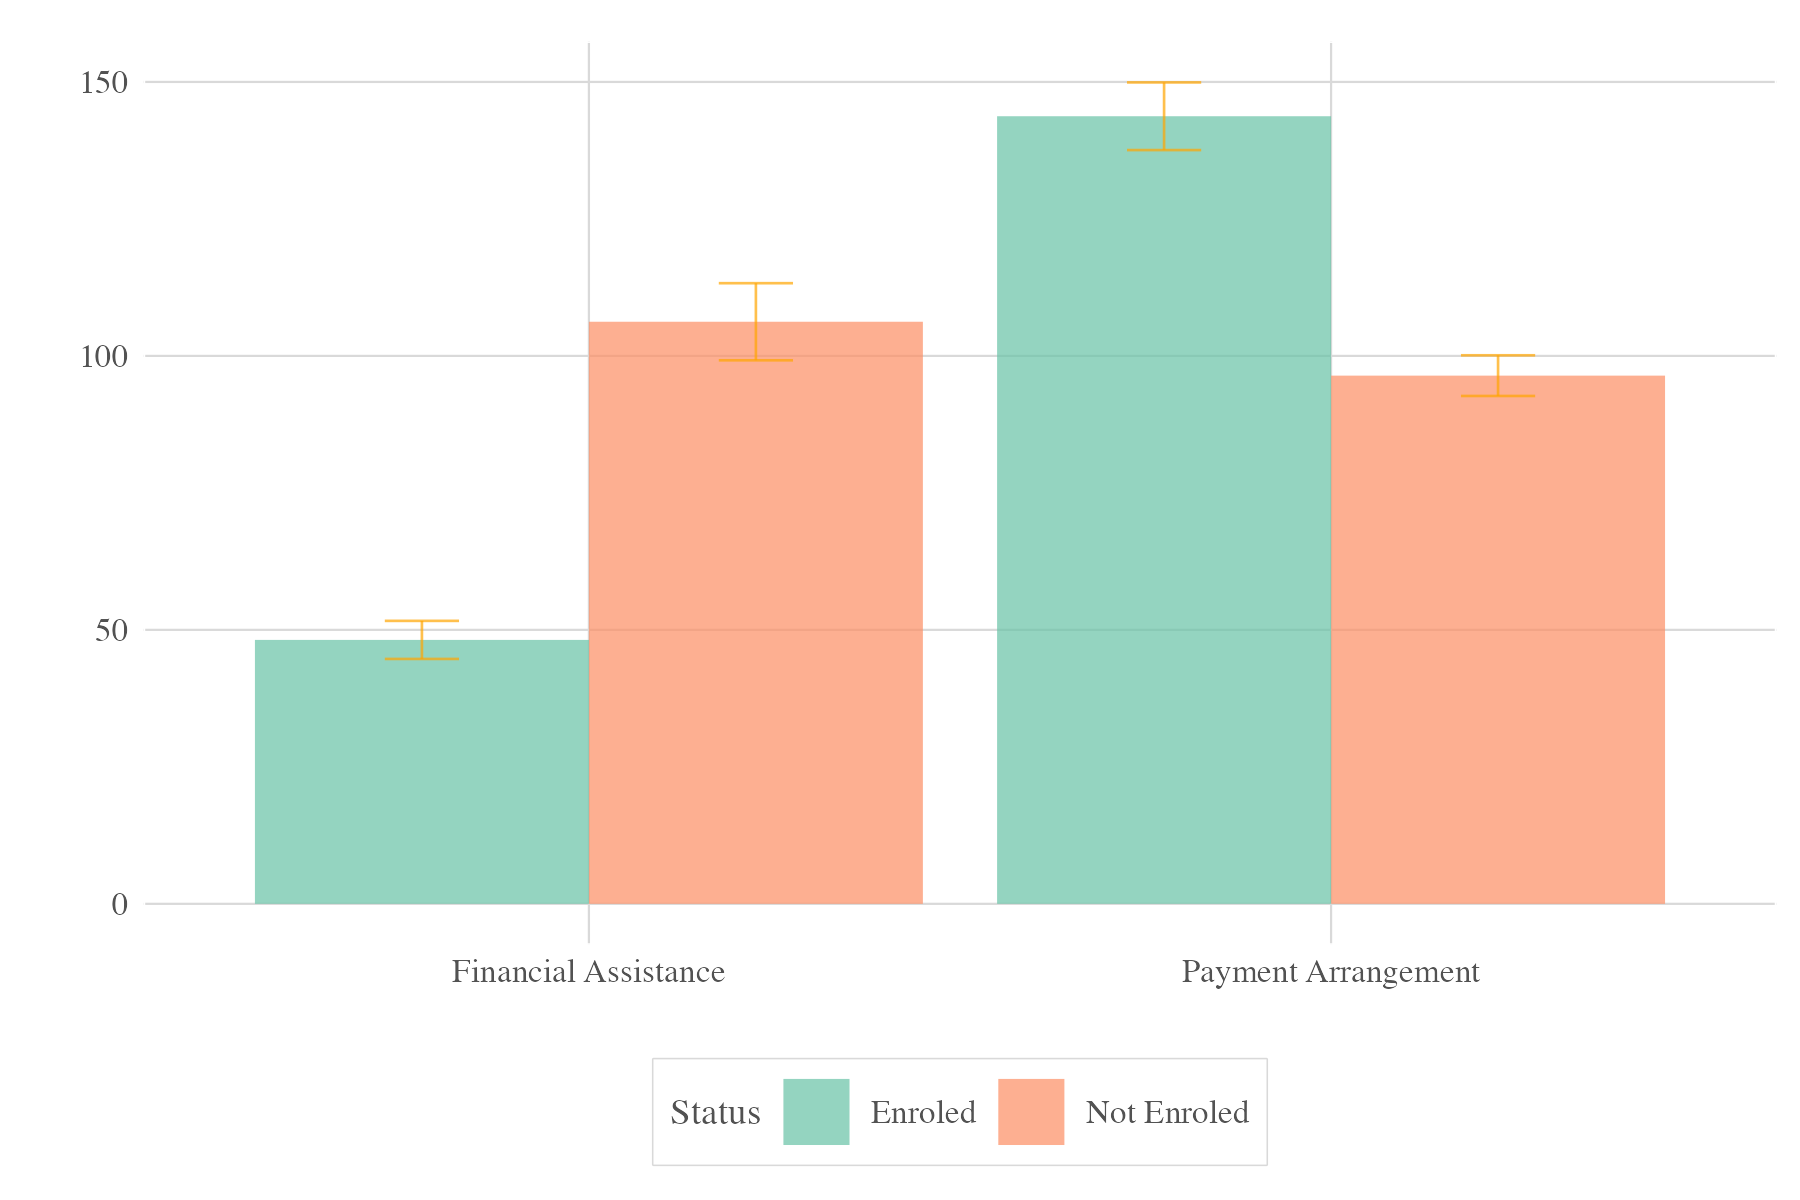 150
100
50
0
Financial Assistance
Payment Arrangement
Status
Enroled
Not Enroled